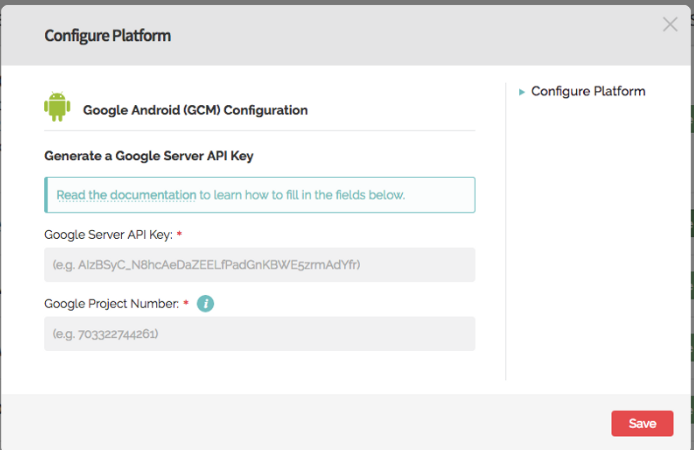 Configure Platform
Google Android (GCM) Configuration
Configure Platform
Generate a Google Server API Key
Read the documentation to learn how to fill in the fields below.
Google Server API Key: *
(e.g. AIzBSyC_N8hcAeDaZEELfPadGnKBWE5zrmAdYfr)
Google Project Number: * i
(e.g. 703322744261)
Save